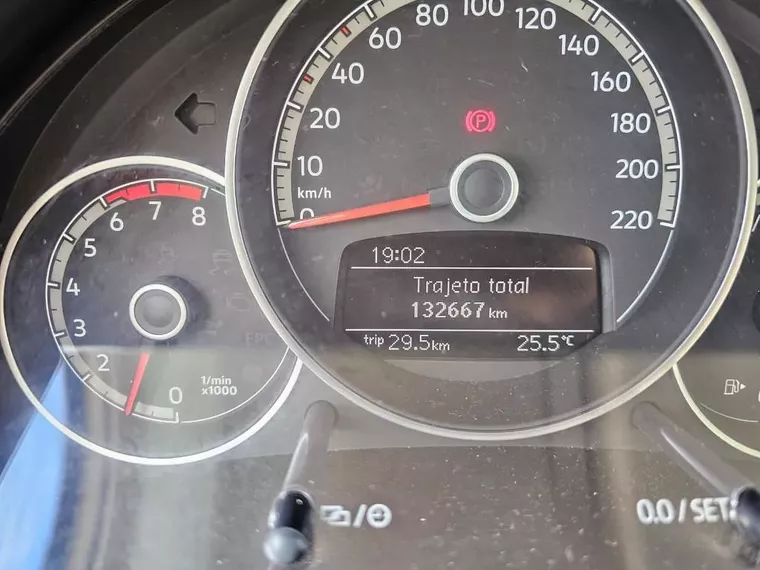 0 10 20 40 60 80 100 120 140 160 180 200 220
km/h
P
0 2 3 4 5 6 7 8
1/min
x1000
EPC
19:02
Trajeto total
132667 km
trip 29.5 km 25.5°C
0.0 / SET